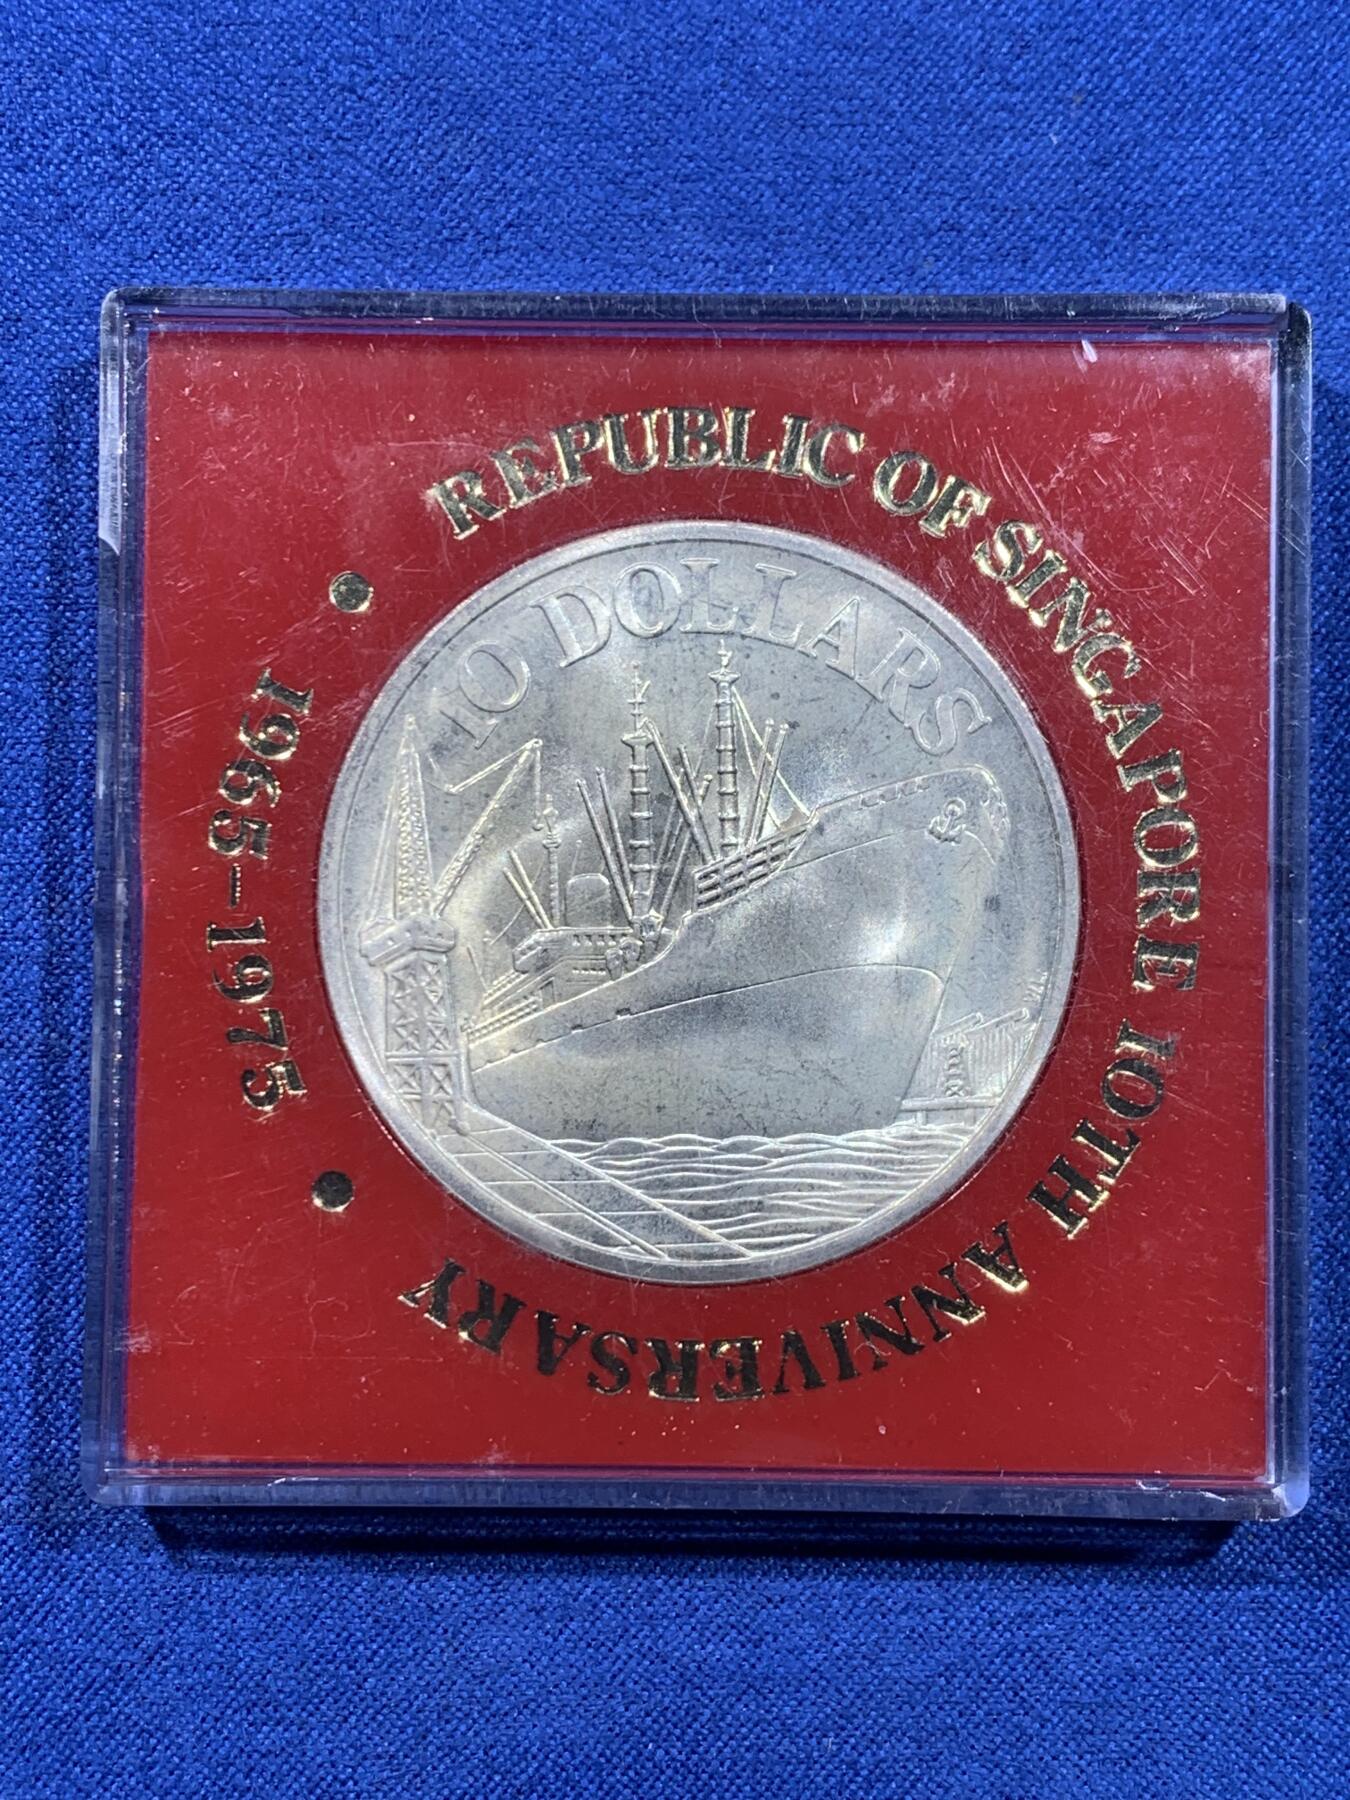 REPUBLIC OF SINGAPORE 10TH ANNIVERSARY
• 1965-1975 •
10 DOLLARS